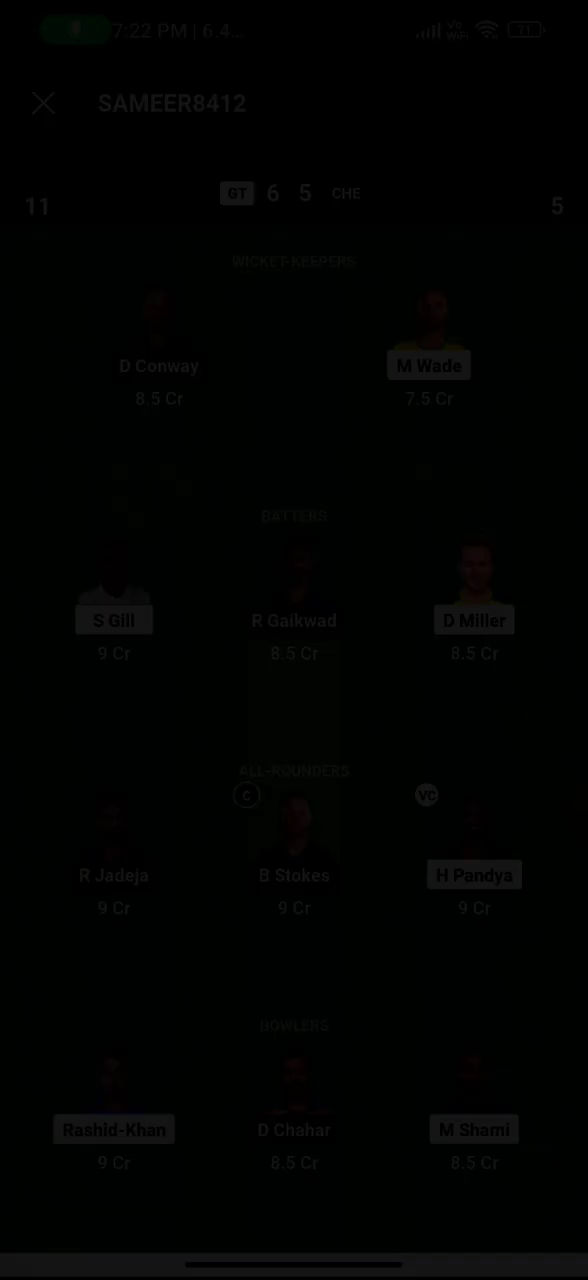 7:22 PM | 6.4...
Vo WiFi
71
SAMEER8412
11
GT 6 5 CHE
5
WICKET-KEEPERS
D Conway M Wade
8.5 Cr 7.5 Cr
BATTERS
S Gill R Gaikwad D Miller
9 Cr 8.5 Cr 8.5 Cr
ALL-ROUNDERS
C VC
R Jadeja B Stokes H Pandya
9 Cr 9 Cr 9 Cr
BOWLERS
Rashid-Khan D Chahar M Shami
9 Cr 8.5 Cr 8.5 Cr